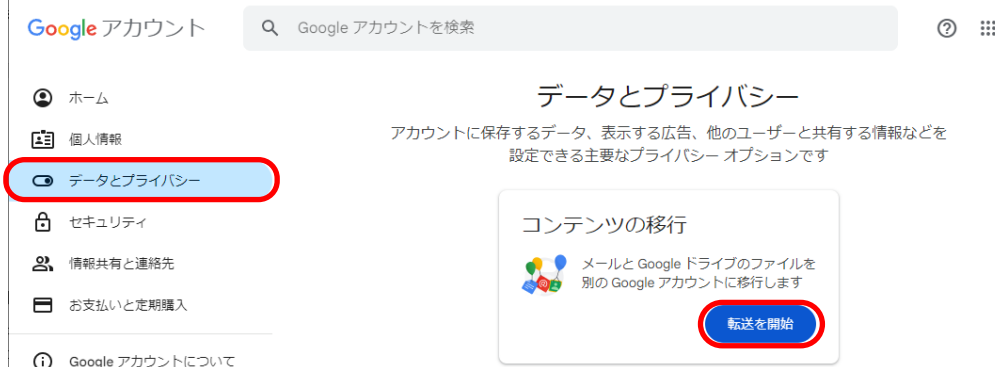 Google アカウント
Google アカウントを検索
ホーム
個人情報
データとプライバシー
セキュリティ
情報共有と連絡先
お支払いと定期購入
Google アカウントについて
データとプライバシー
アカウントに保存するデータ、表示する広告、他のユーザーと共有する情報などを
設定できる主要なプライバシー オプションです
コンテンツの移行
メールと Google ドライブのファイルを
別の Google アカウントに移行します
転送を開始